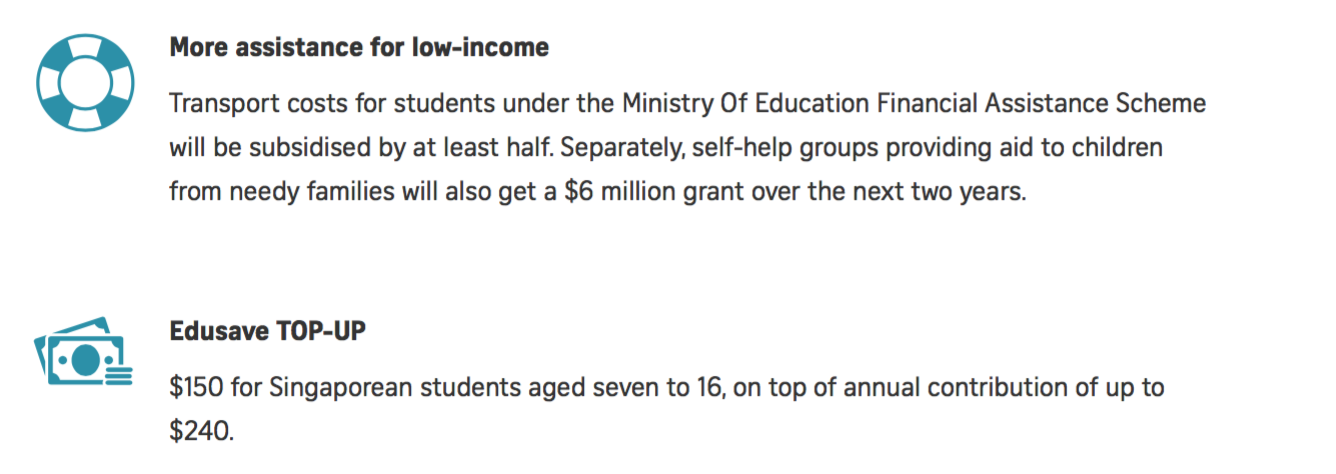 More assistance for low-income
Transport costs for students under the Ministry Of Education Financial Assistance Scheme
will be subsidised by at least half. Separately, self-help groups providing aid to children
from needy families will also get a $6 million grant over the next two years.
Edusave TOP-UP
$150 for Singaporean students aged seven to 16, on top of annual contribution of up to
$240.